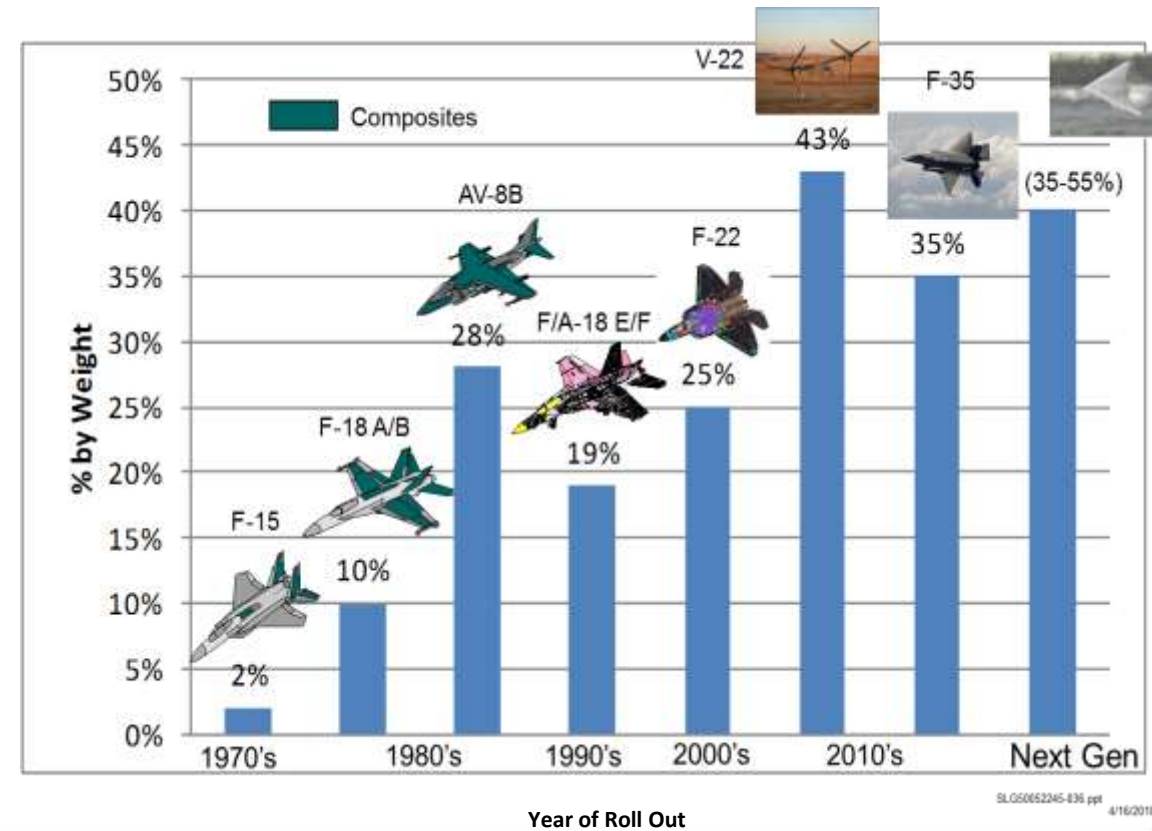 V-22
50%
F-35
Composites
45%
43%
(35-55%)
AV-8B
40%
F-22
35%
35%
F/A-18 E/F
28%
30%
25%
F-18 A/B
25%
19%
20%
F-15
15%
10%
10%
2%
5%
0%
% by Weight
1970's
1980's
1990's
2000's
2010's
Next Gen
Year of Roll Out